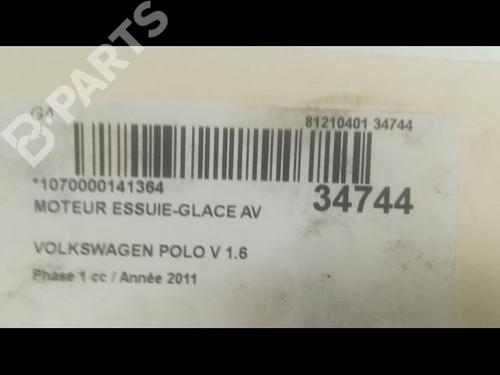 B-PARTS
G4
81210401 34744
*1070000141364
34744
MOTEUR ESSUIE-GLACE AV
VOLKSWAGEN POLO V 1.6
Phase 1 cc / Année 2011